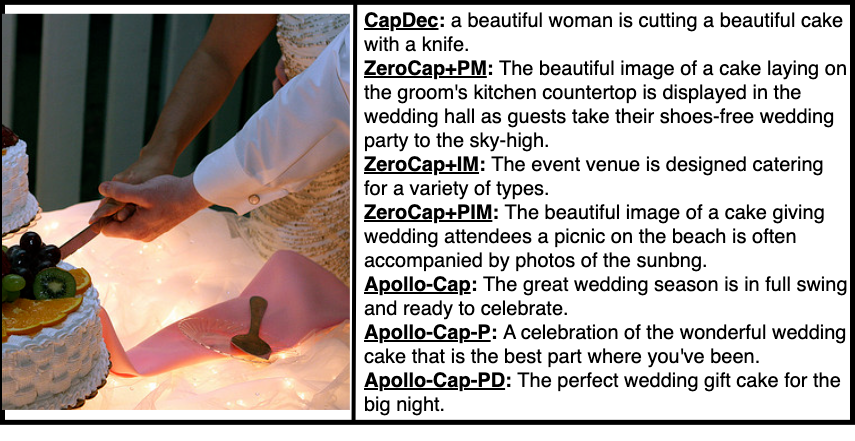 CapDec: a beautiful woman is cutting a beautiful cake
with a knife.
ZeroCap+PM: The beautiful image of a cake laying on
the groom's kitchen countertop is displayed in the
wedding hall as guests take their shoes-free wedding
party to the sky-high.
ZeroCap+IM: The event venue is designed catering
for a variety of types.
ZeroCap+PIM: The beautiful image of a cake giving
wedding attendees a picnic on the beach is often
accompanied by photos of the sunbng.
Apollo-Cap: The great wedding season is in full swing
and ready to celebrate.
Apollo-Cap-P: A celebration of the wonderful wedding
cake that is the best part where you've been.
Apollo-Cap-PD: The perfect wedding gift cake for the
big night.